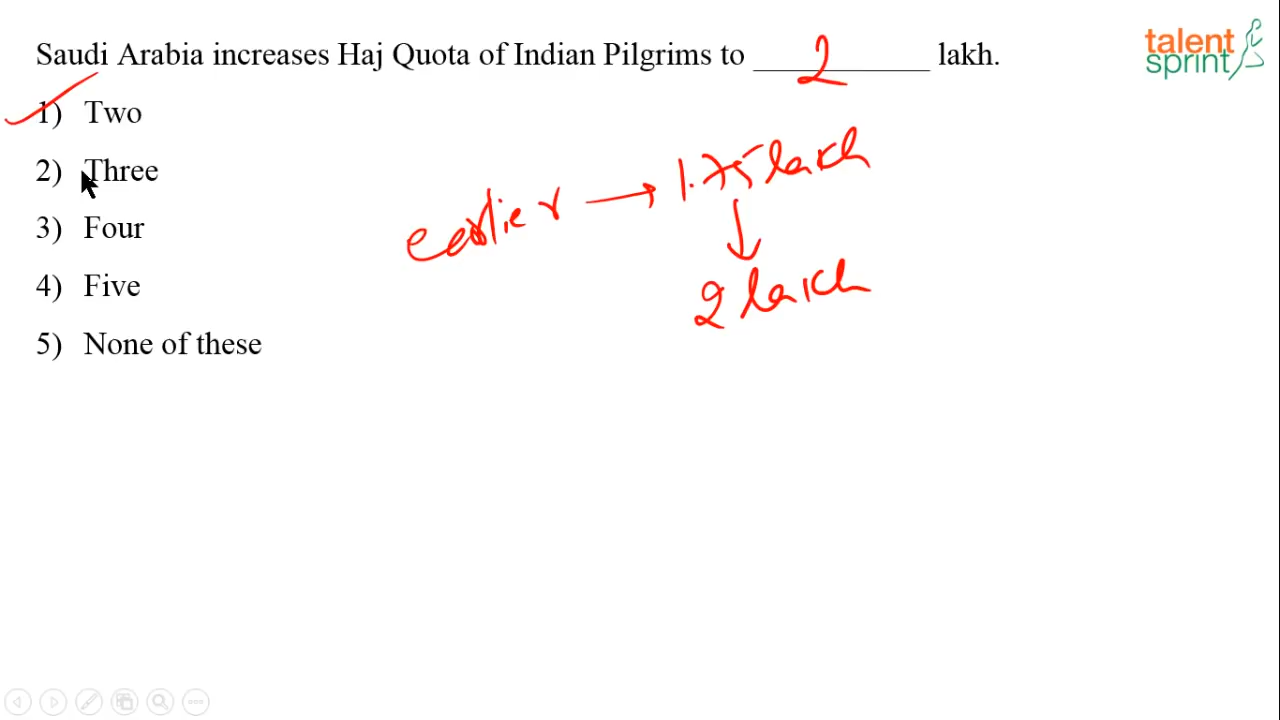 Saudi Arabia increases Haj Quota of Indian Pilgrims to ____________ lakh.
2
talent
sprint
1) Two
2) Three
3) Four
4) Five
5) None of these
earlier → 1.75 lakh
↓
2 lakh